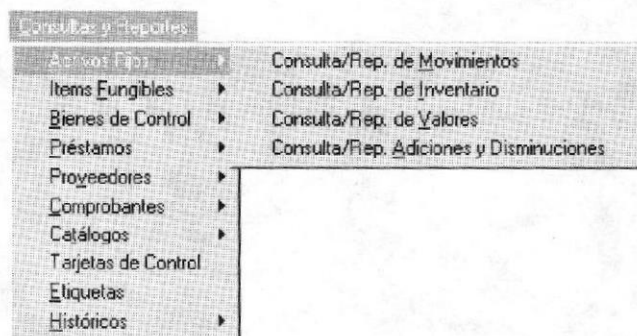 Consultas y Reportes
Activos Fijos
Consulta/Rep. de Movimientos
Items Fungibles
Consulta/Rep. de Inventario
Bienes de Control
Consulta/Rep. de Valores
Préstamos
Consulta/Rep. Adiciones y Disminuciones
Proveedores
Comprobantes
Catálogos
Tarjetas de Control
Etiquetas
Históricos